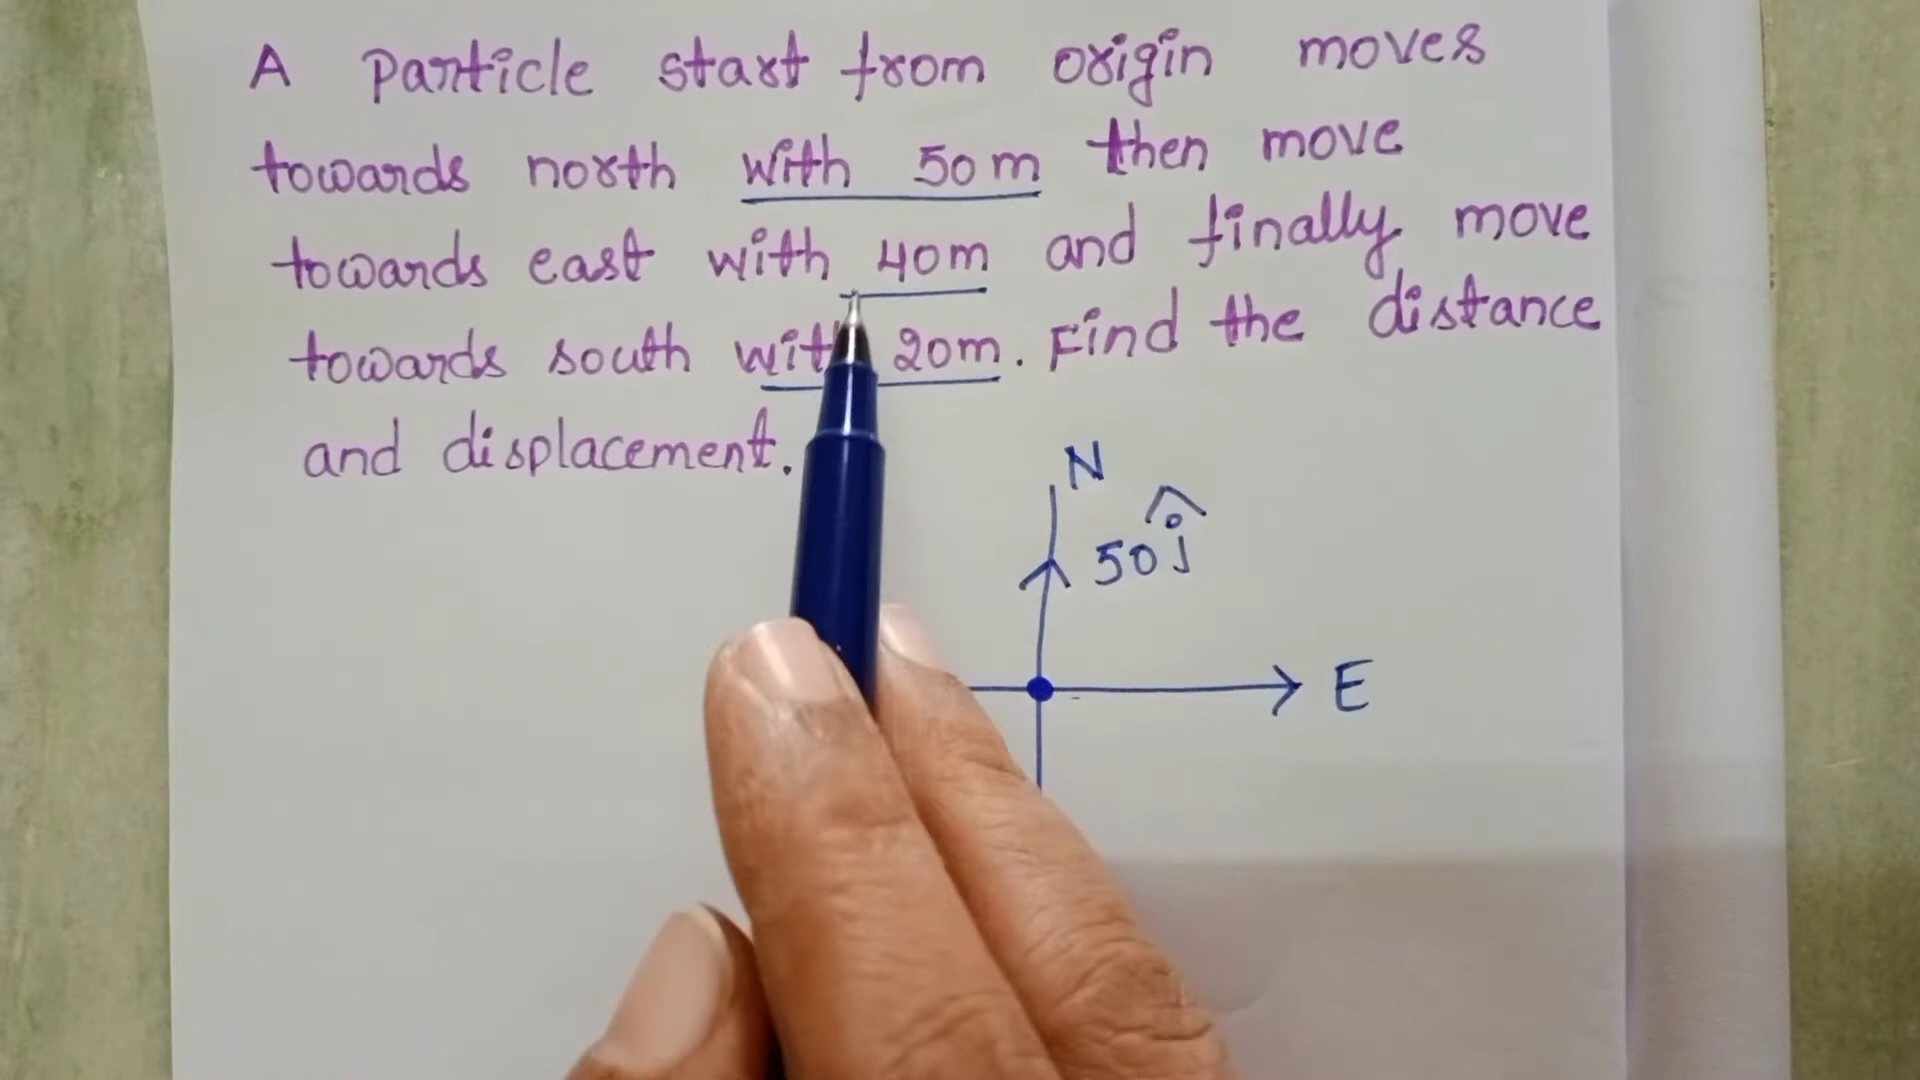 A particle start from origin moves
towards north with 50m then move
towards east with 40m and finally move
towards south with 20m. Find the distance
and displacement.
N
50ĵ
E